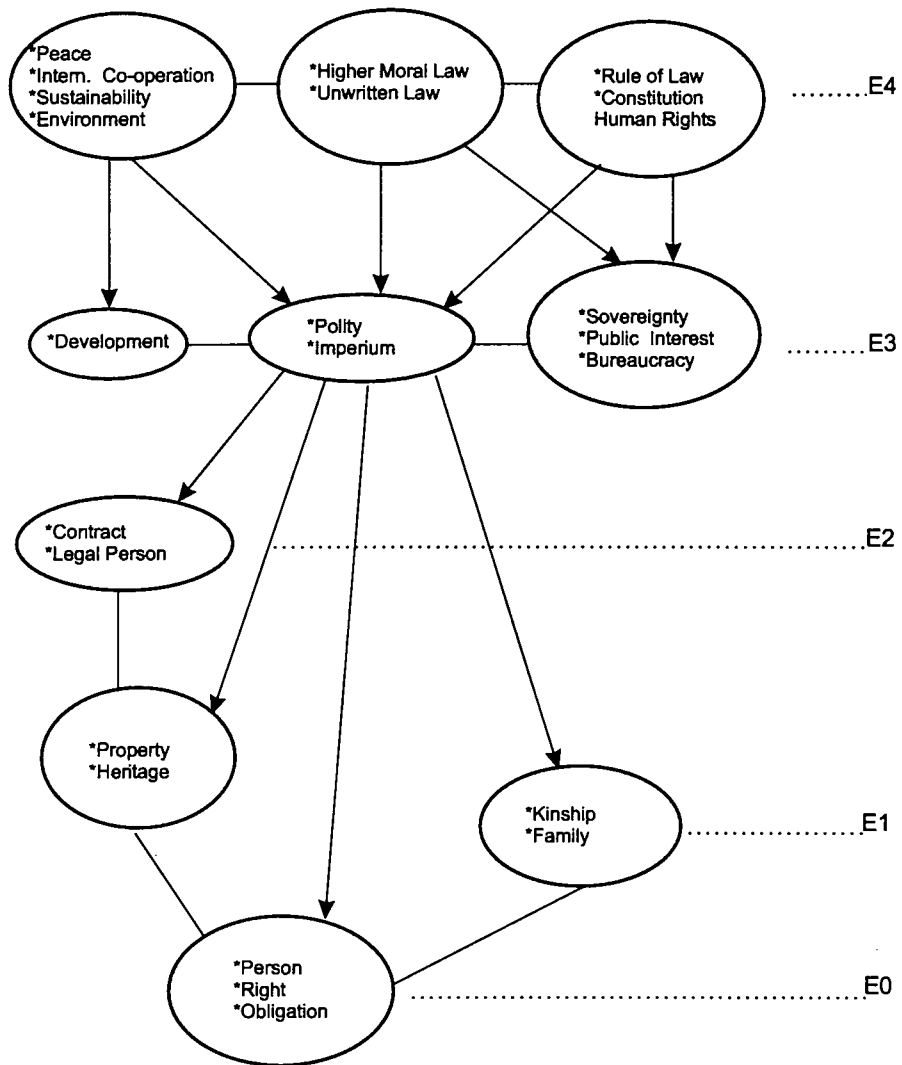 *Peace
*Intern. Co-operation
*Sustainability
*Environment
*Higher Moral Law
*Unwritten Law
*Rule of Law
*Constitution
Human Rights
E4
*Development
*Polity
*Imperium
*Sovereignty
*Public Interest
*Bureaucracy
E3
*Contract
*Legal Person
E2
*Property
*Heritage
*Kinship
*Family
E1
*Person
*Right
*Obligation
E0